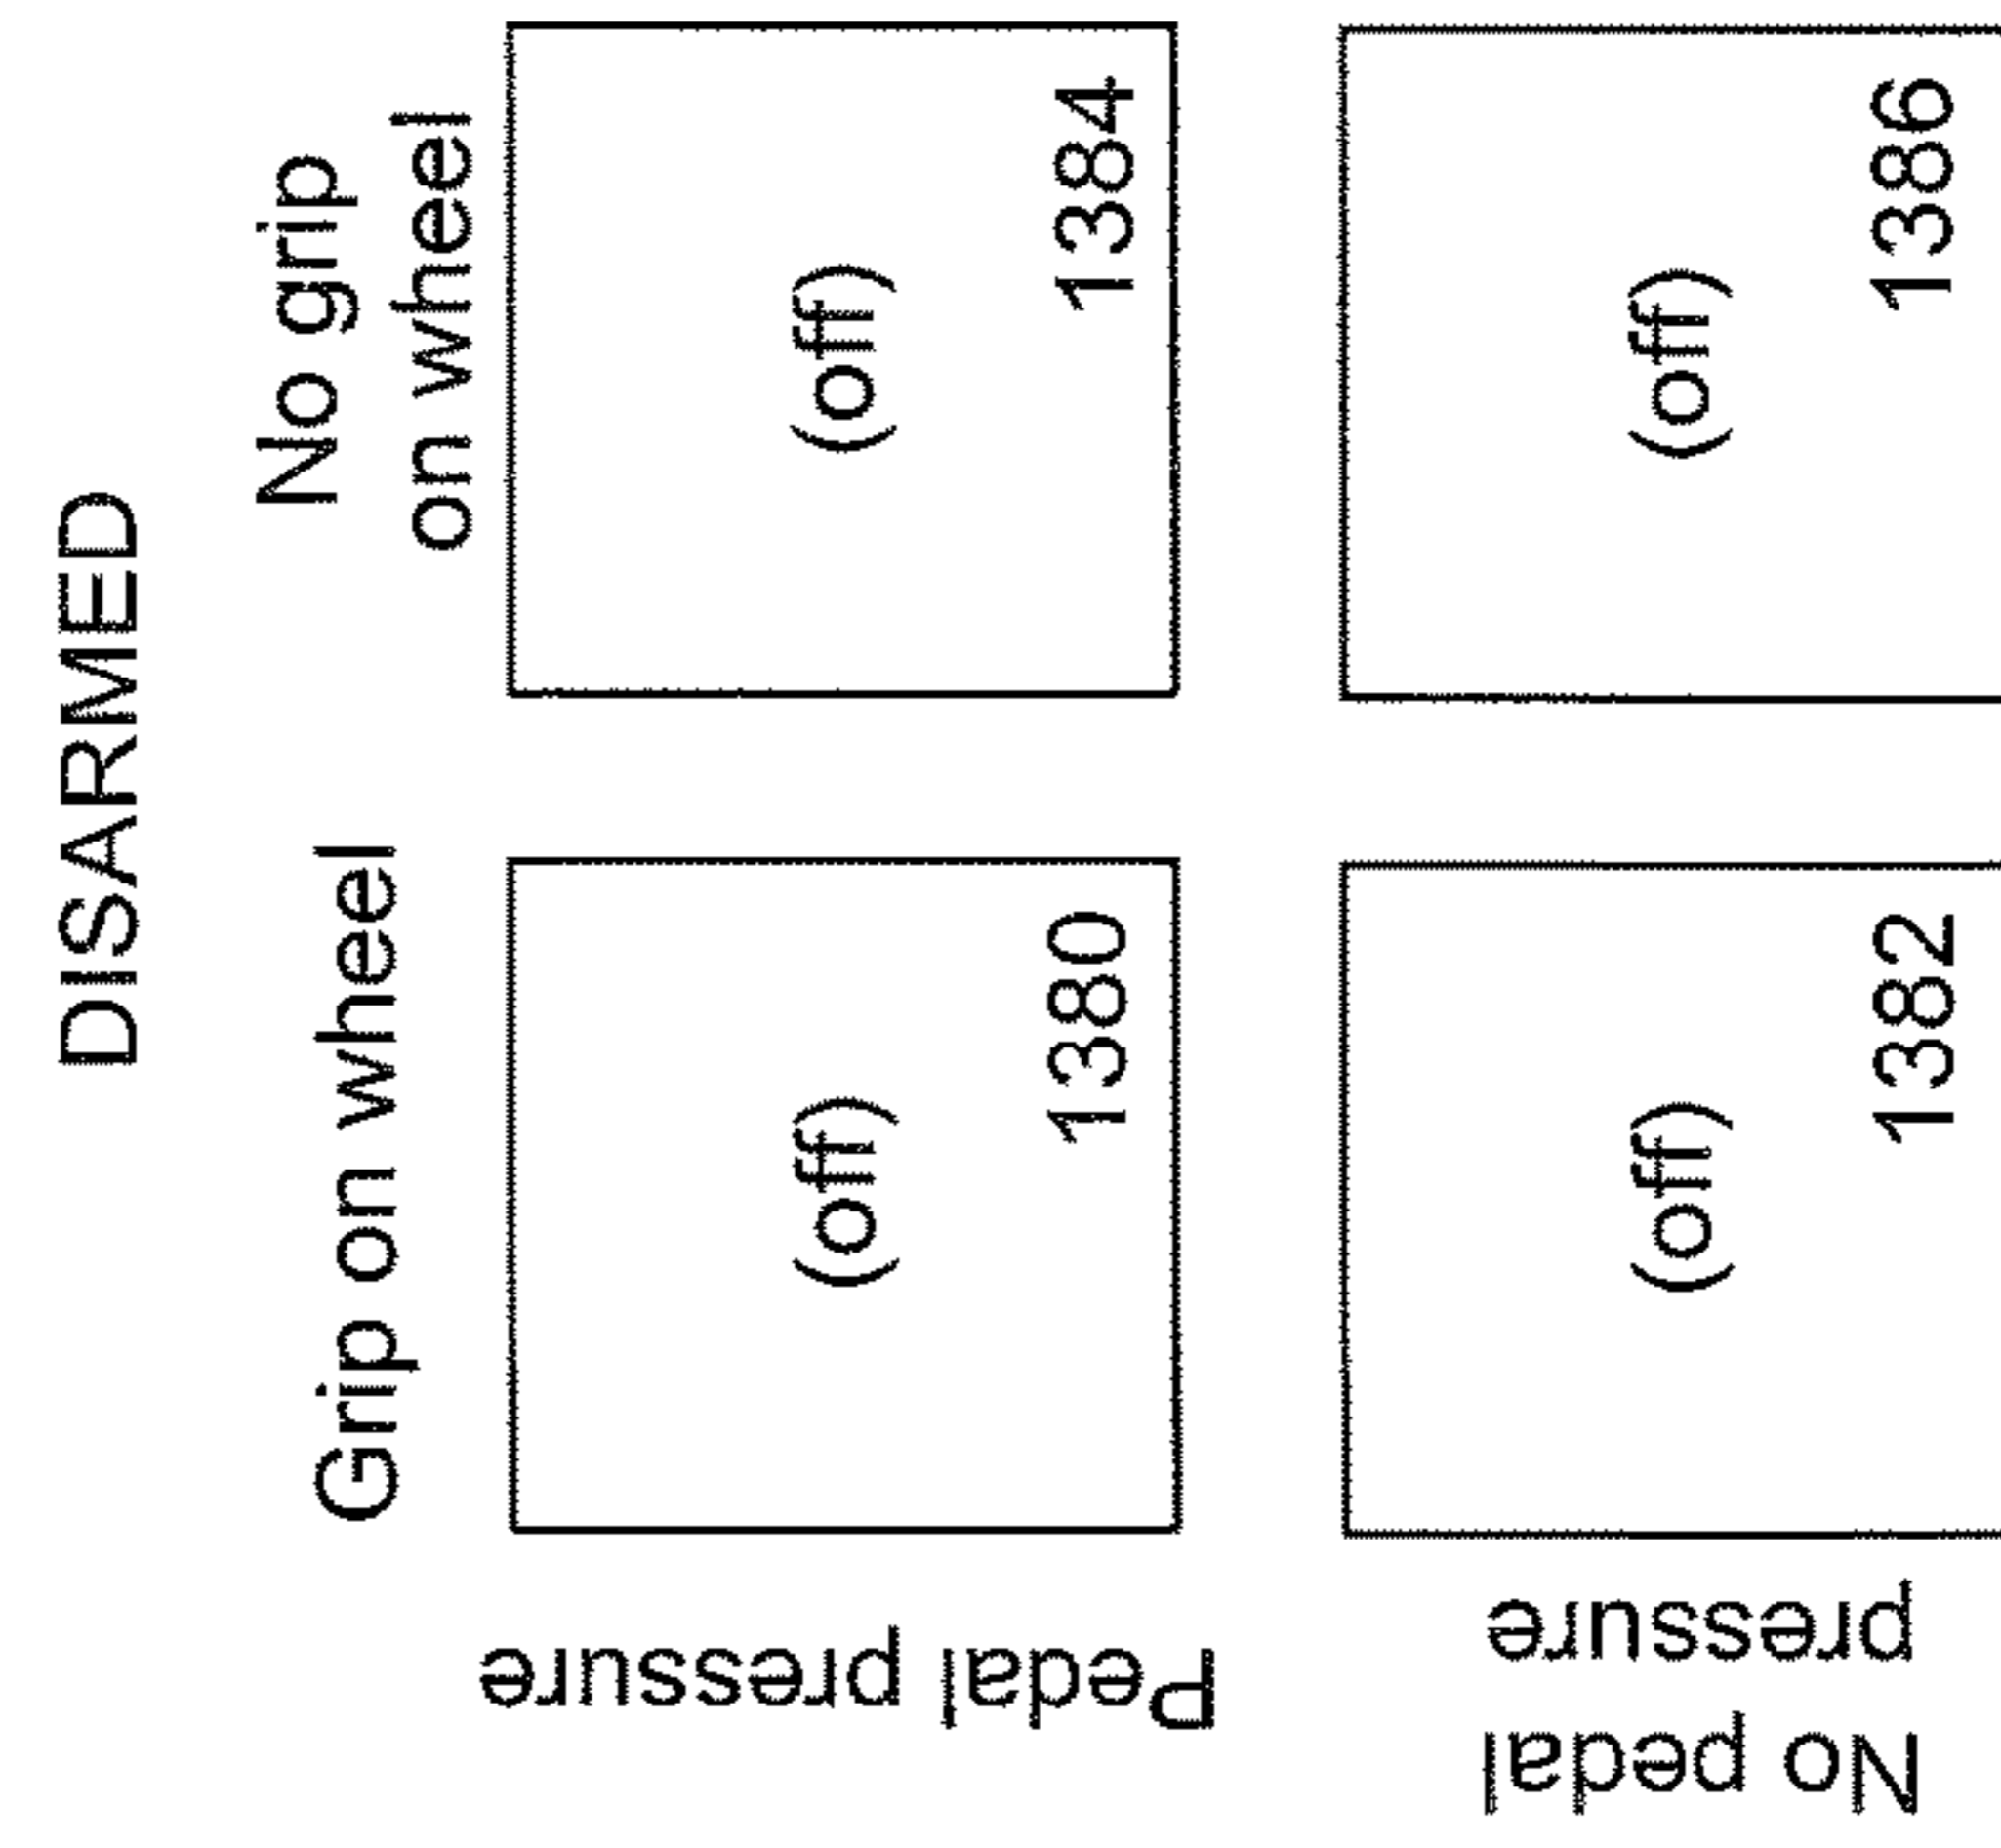 DISARMED
Grip on wheel
No grip
on wheel
Pedal pressure
(off)
1380
(off)
1384
No pedal
pressure
(off)
1382
(off)
1386